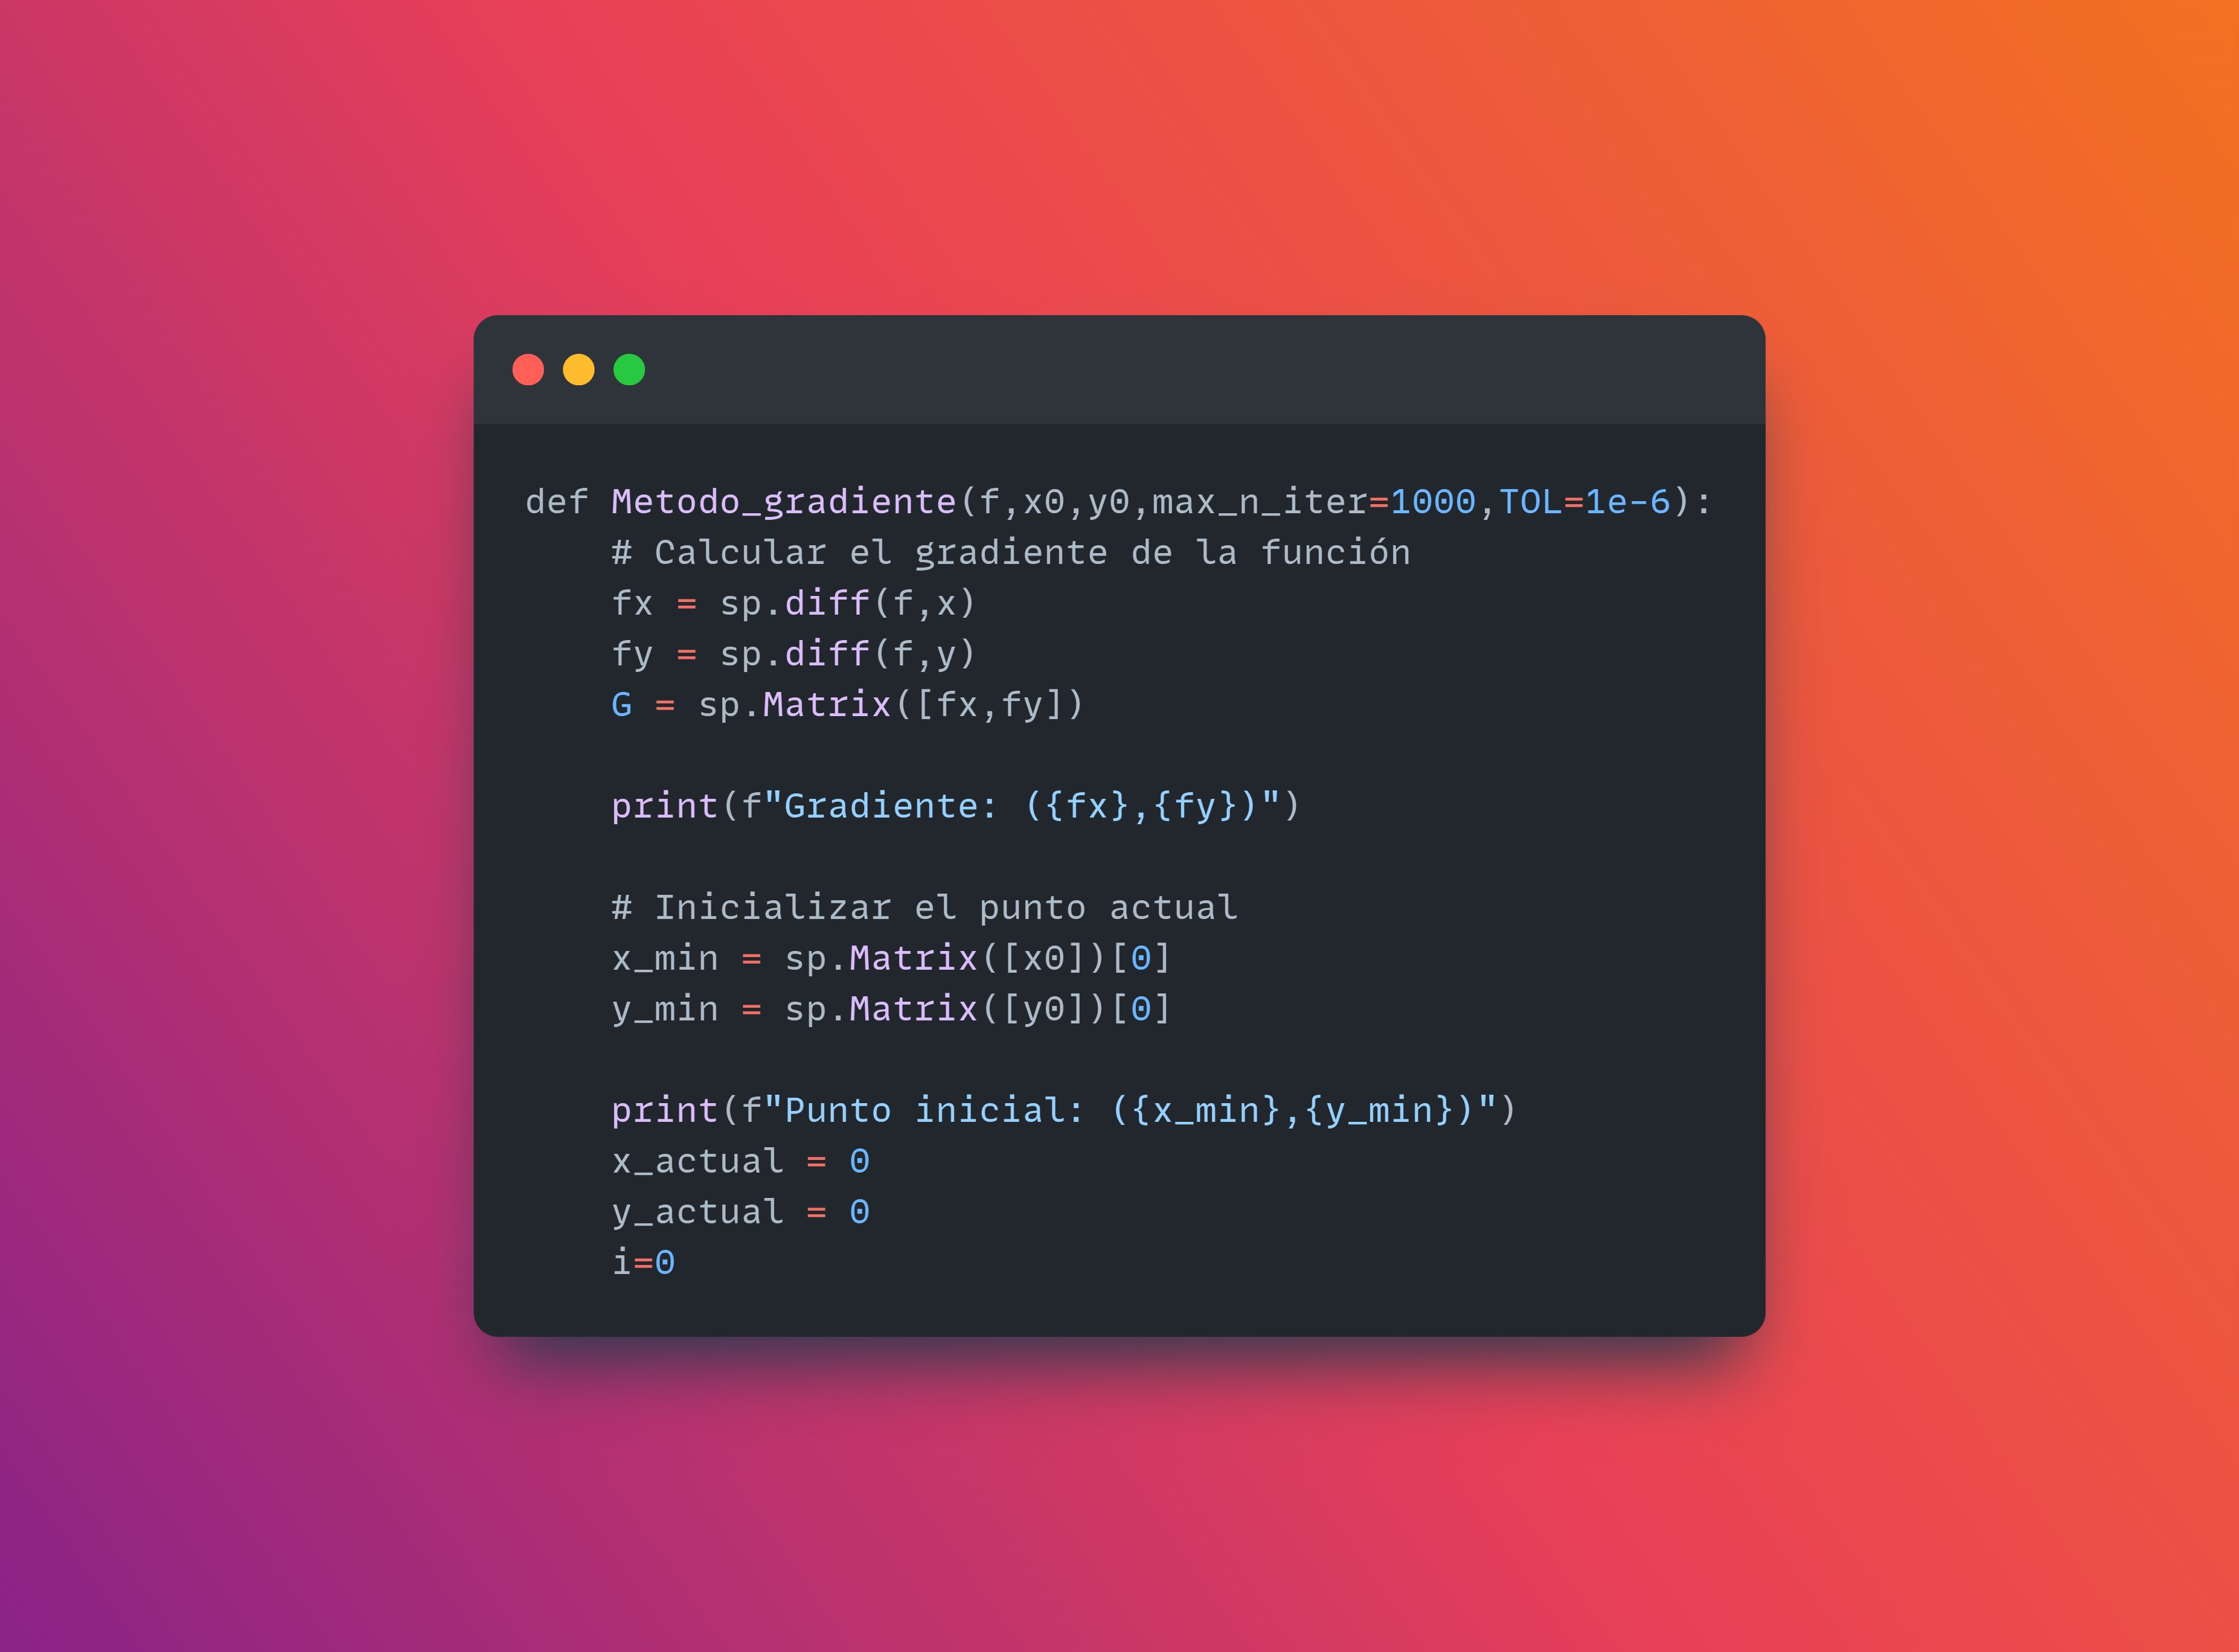 def Metodo_gradiente(f,x0,y0,max_n_iter=1000,TOL=1e-6):
    # Calcular el gradiente de la función
    fx = sp.diff(f,x)
    fy = sp.diff(f,y)
    G = sp.Matrix([fx,fy])

    print(f"Gradiente: ({fx},{fy})")

    # Inicializar el punto actual
    x_min = sp.Matrix([x0])[0]
    y_min = sp.Matrix([y0])[0]

    print(f"Punto inicial: ({x_min},{y_min})")
    x_actual = 0
    y_actual = 0
    i=0